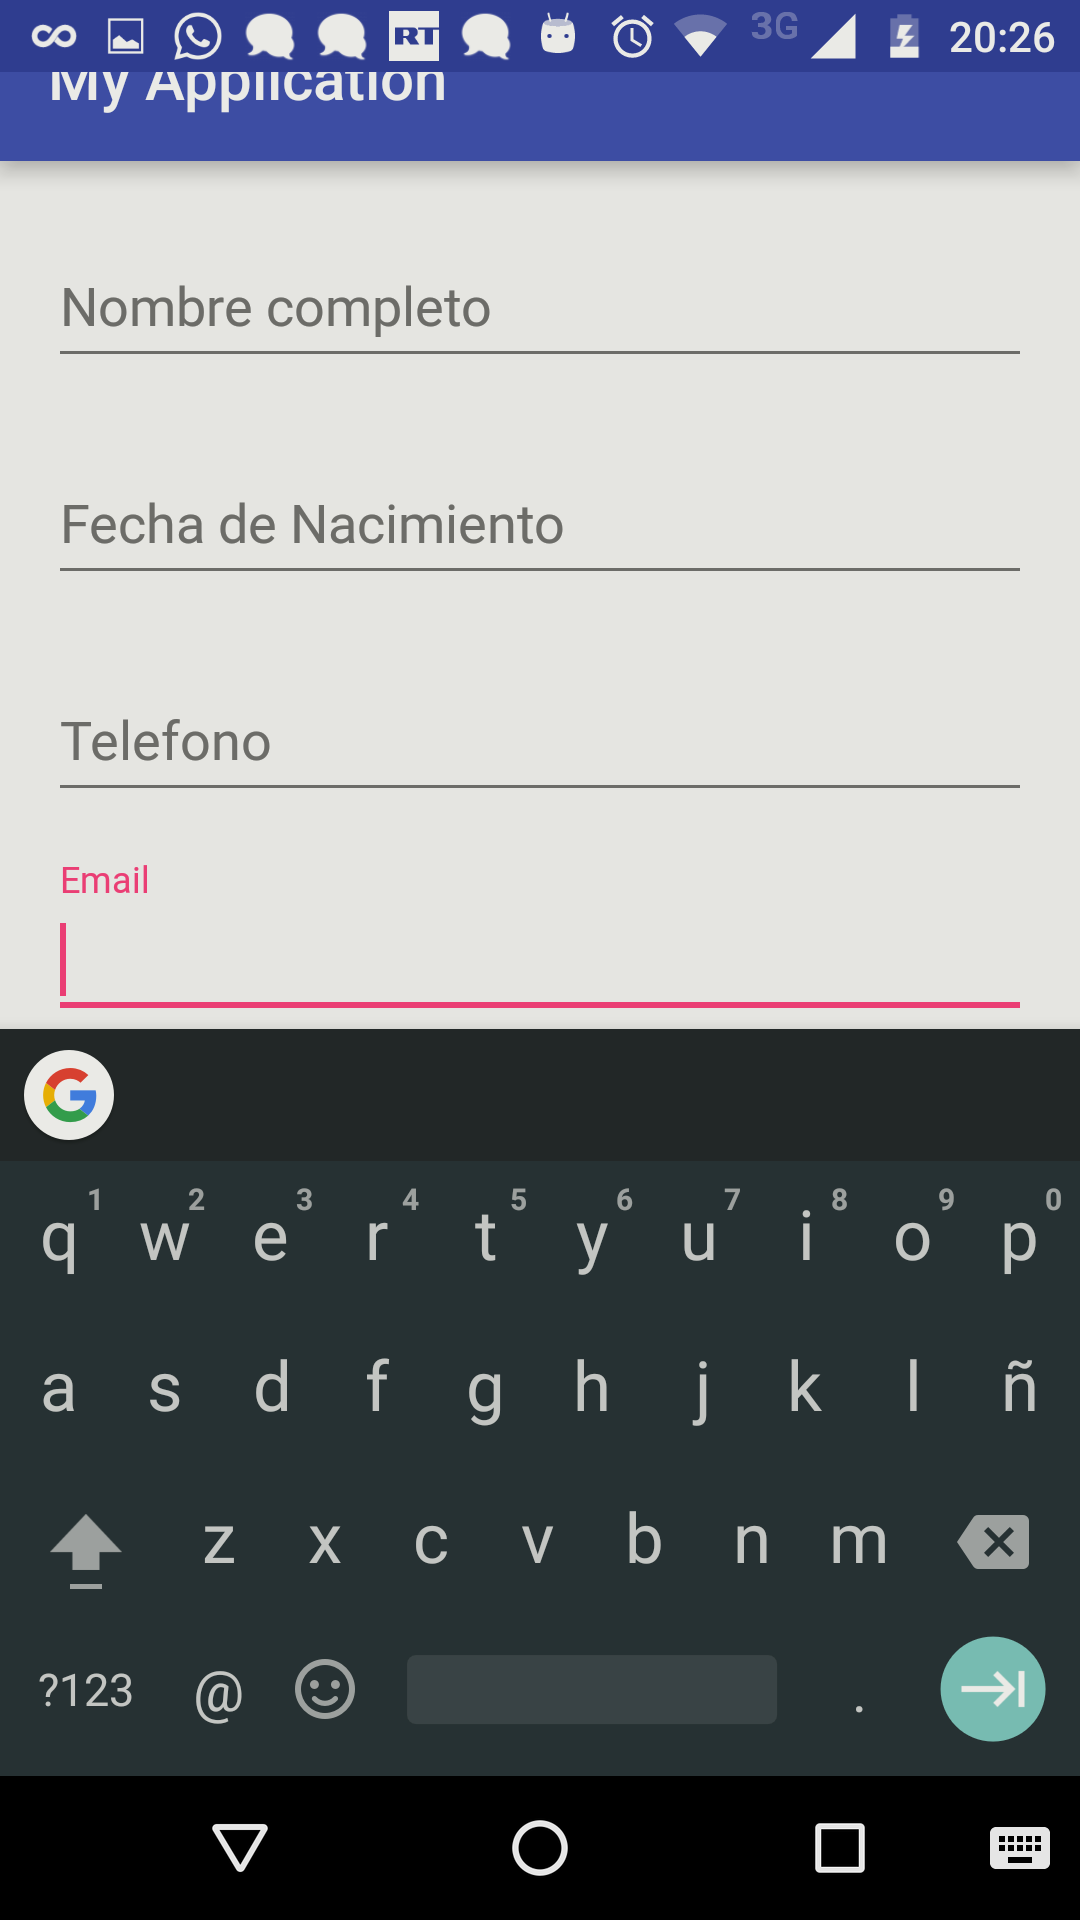 RT 3G 20:26
My Application
Nombre completo
Fecha de Nacimiento
Telefono
Email
G
1 2 3 4 5 6 7 8 9 0
q w e r t y u i o p
a s d f g h j k l ñ
z x c v b n m
?123 @ .